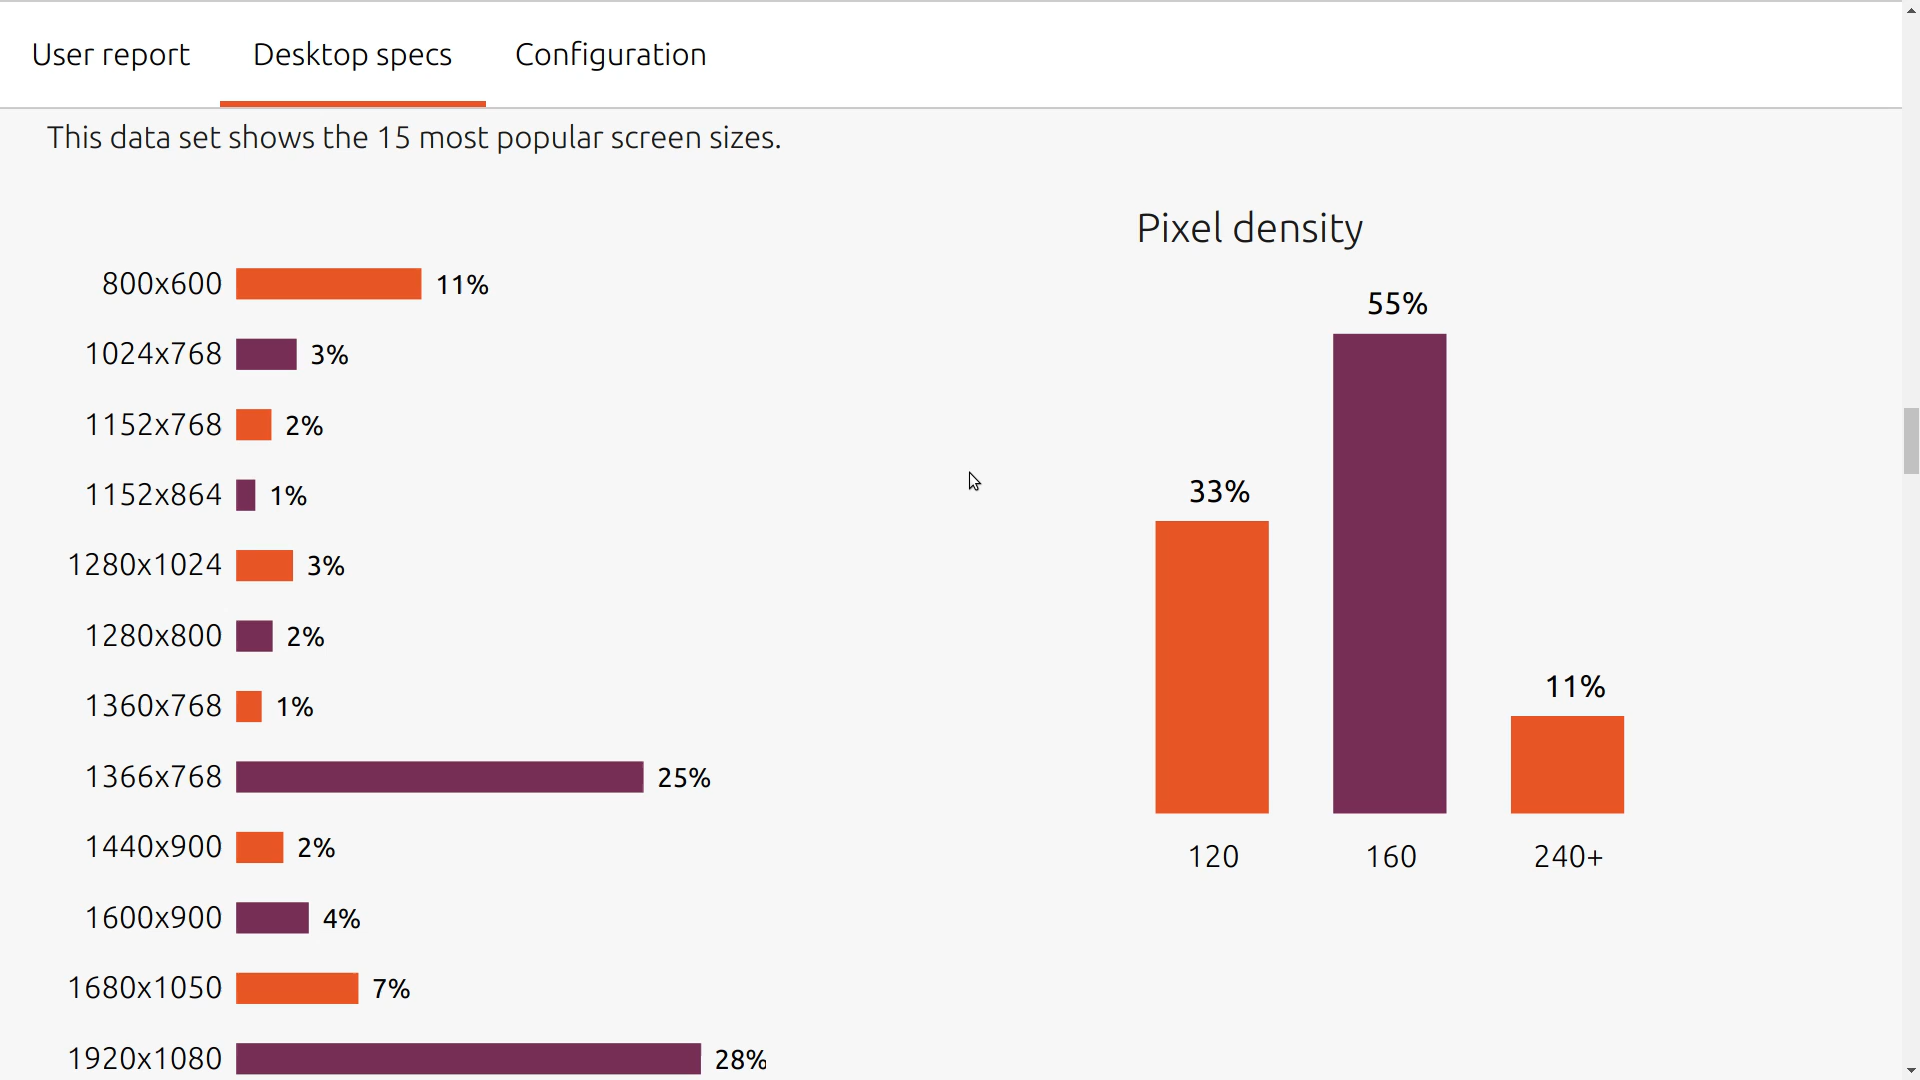 User report Desktop specs Configuration
This data set shows the 15 most popular screen sizes.
800x600 11%
1024x768 3%
1152x768 2%
1152x864 1%
1280x1024 3%
1280x800 2%
1360x768 1%
1366x768 25%
1440x900 2%
1600x900 4%
1680x1050 7%
1920x1080 28%
Pixel density
55%
33%
11%
120 160 240+